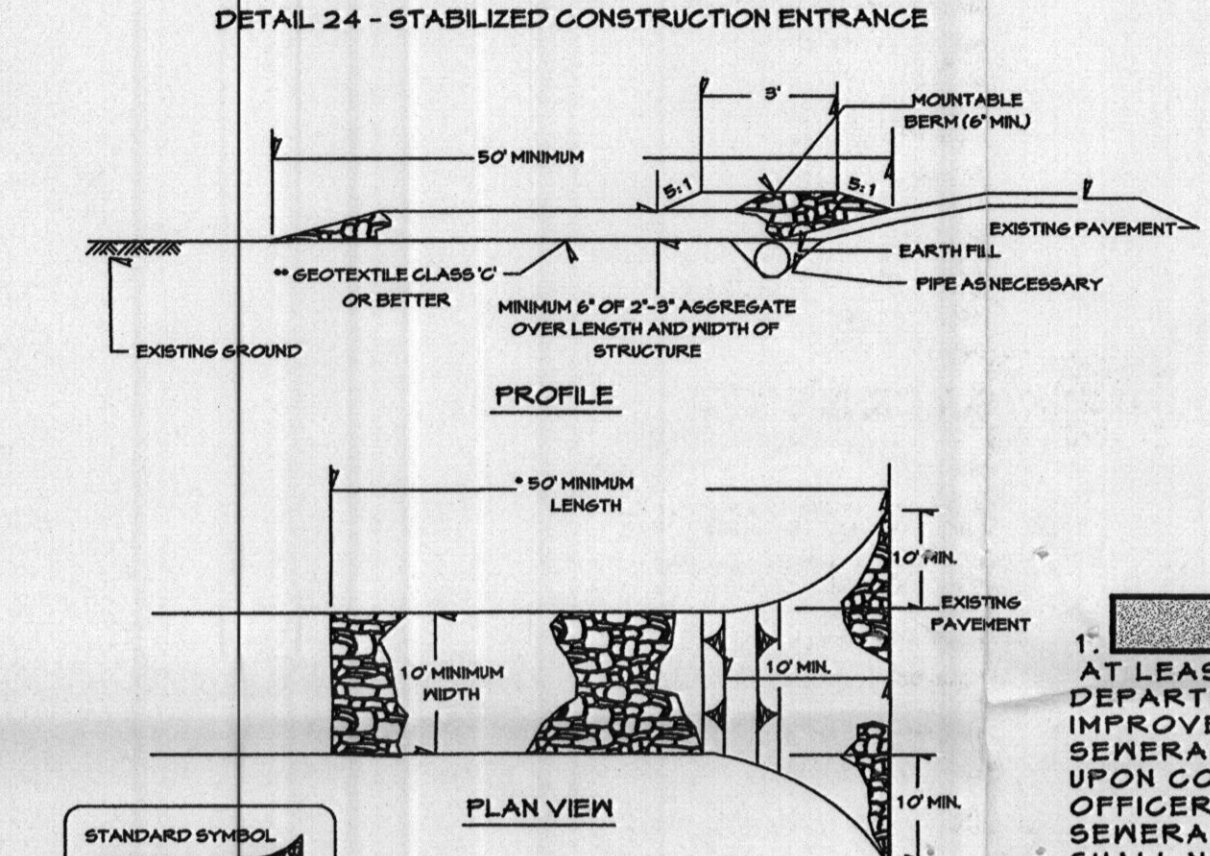 DETAIL 24 - STABILIZED CONSTRUCTION ENTRANCE
3'
MOUNTABLE
BERM (6" MIN.)
50' MINIMUM
5:1
5:1
EXISTING PAVEMENT
EARTH FILL
** GEOTEXTILE CLASS 'C'
OR BETTER
PIPE AS NECESSARY
MINIMUM 6" OF 2"-3" AGGREGATE
OVER LENGTH AND WIDTH OF
STRUCTURE
EXISTING GROUND
PROFILE
* 50' MINIMUM
LENGTH
10' MIN.
EXISTING
PAVEMENT
10' MINIMUM
WIDTH
10' MIN.
10' MIN.
PLAN VIEW
STANDARD SYMBOL
1.
AT LEAS
DEPART
IMPROVE
SEWERA
UPON CO
OFFICER
SEWERA